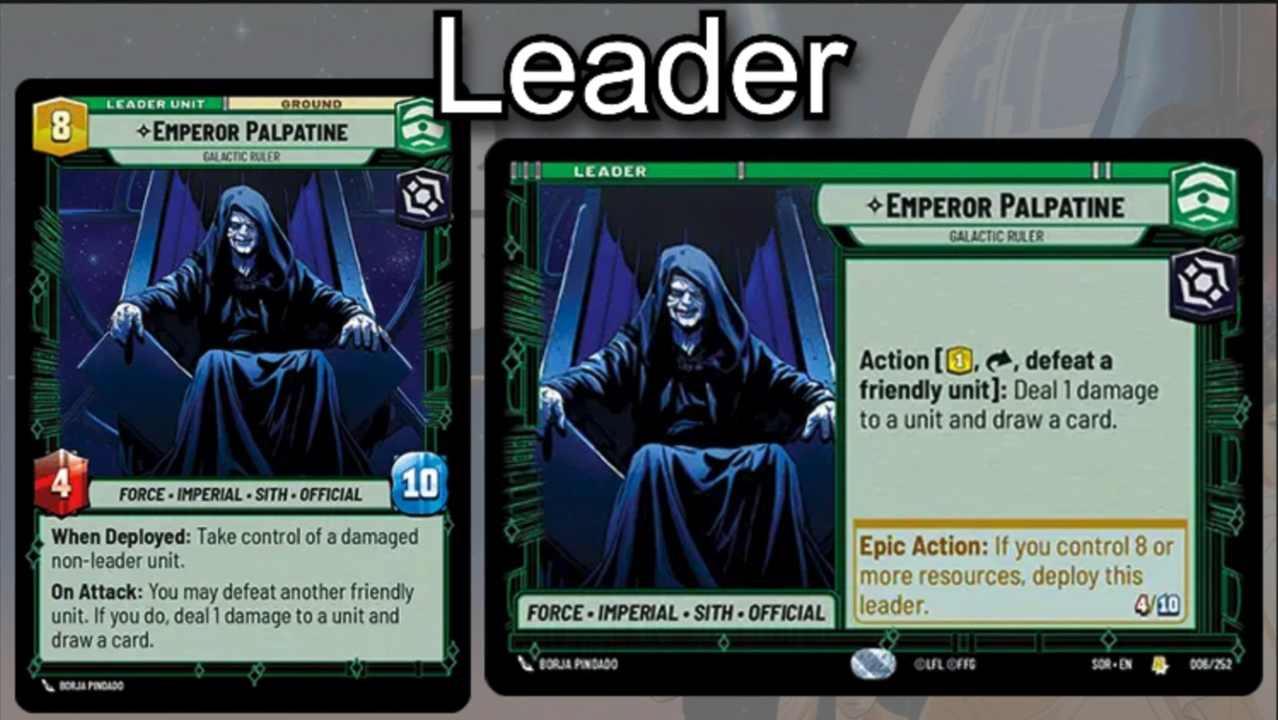 Leader
LEADER UNIT GROUND
8
EMPEROR PALPATINE
GALACTIC RULER
4
FORCE • IMPERIAL • SITH • OFFICIAL
10
When Deployed: Take control of a damaged
non-leader unit.
On Attack: You may defeat another friendly
unit. If you do, deal 1 damage to a unit and
draw a card.
BORJA PINDADO
LEADER
EMPEROR PALPATINE
GALACTIC RULER
Action [1, , defeat a
friendly unit]: Deal 1 damage
to a unit and draw a card.
Epic Action: If you control 8 or
more resources, deploy this
leader. 4/10
FORCE • IMPERIAL • SITH • OFFICIAL
BORJA PINDADO ©LFL ©FFG SOR • EN R 006/252